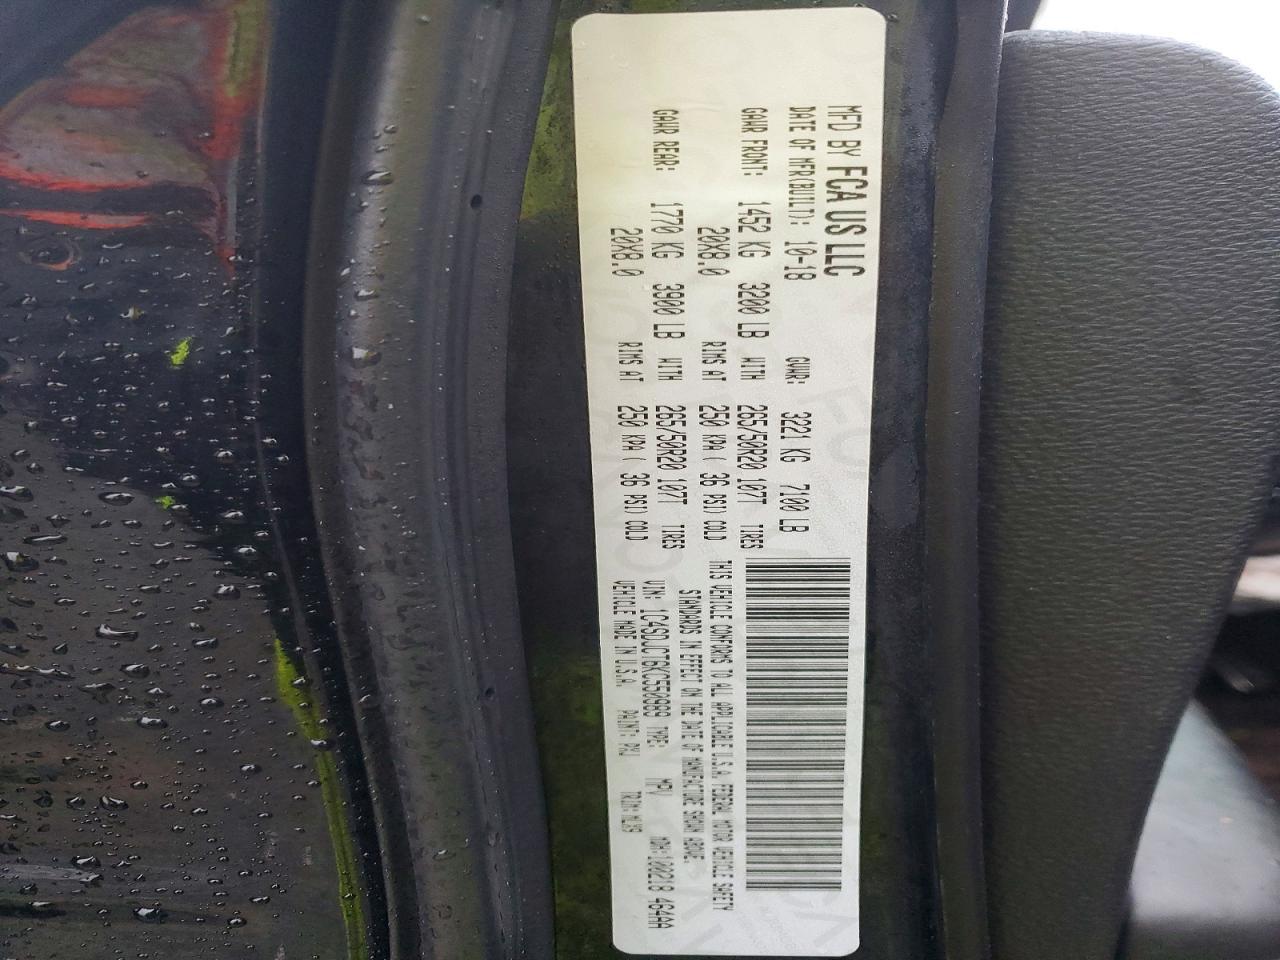 MFD BY FCA US LLC
DATE OF MFR(BUILT): 10-18 GVWR: 3221 KG 7100 LB
GAWR FRONT: 1452 KG 3200 LB WITH 265/50R20 107T TIRES
20X8.0 RIMS AT 250 KPA ( 36 PSI) COLD
GAWR REAR: 1770 KG 3900 LB WITH 265/50R20 107T TIRES
20X8.0 RIMS AT 250 KPA ( 36 PSI) COLD
THIS VEHICLE CONFORMS TO ALL APPLICABLE U.S.A. FEDERAL MOTOR VEHICLE SAFETY
STANDARDS IN EFFECT ON THE DATE OF MANUFACTURE SHOWN ABOVE.
VIN: 1C4SDJCT6KC550989 TYPE: MPV MDH:100218 464AA
VEHICLE MADE IN U.S.A PAINT: PXJ TRIM: